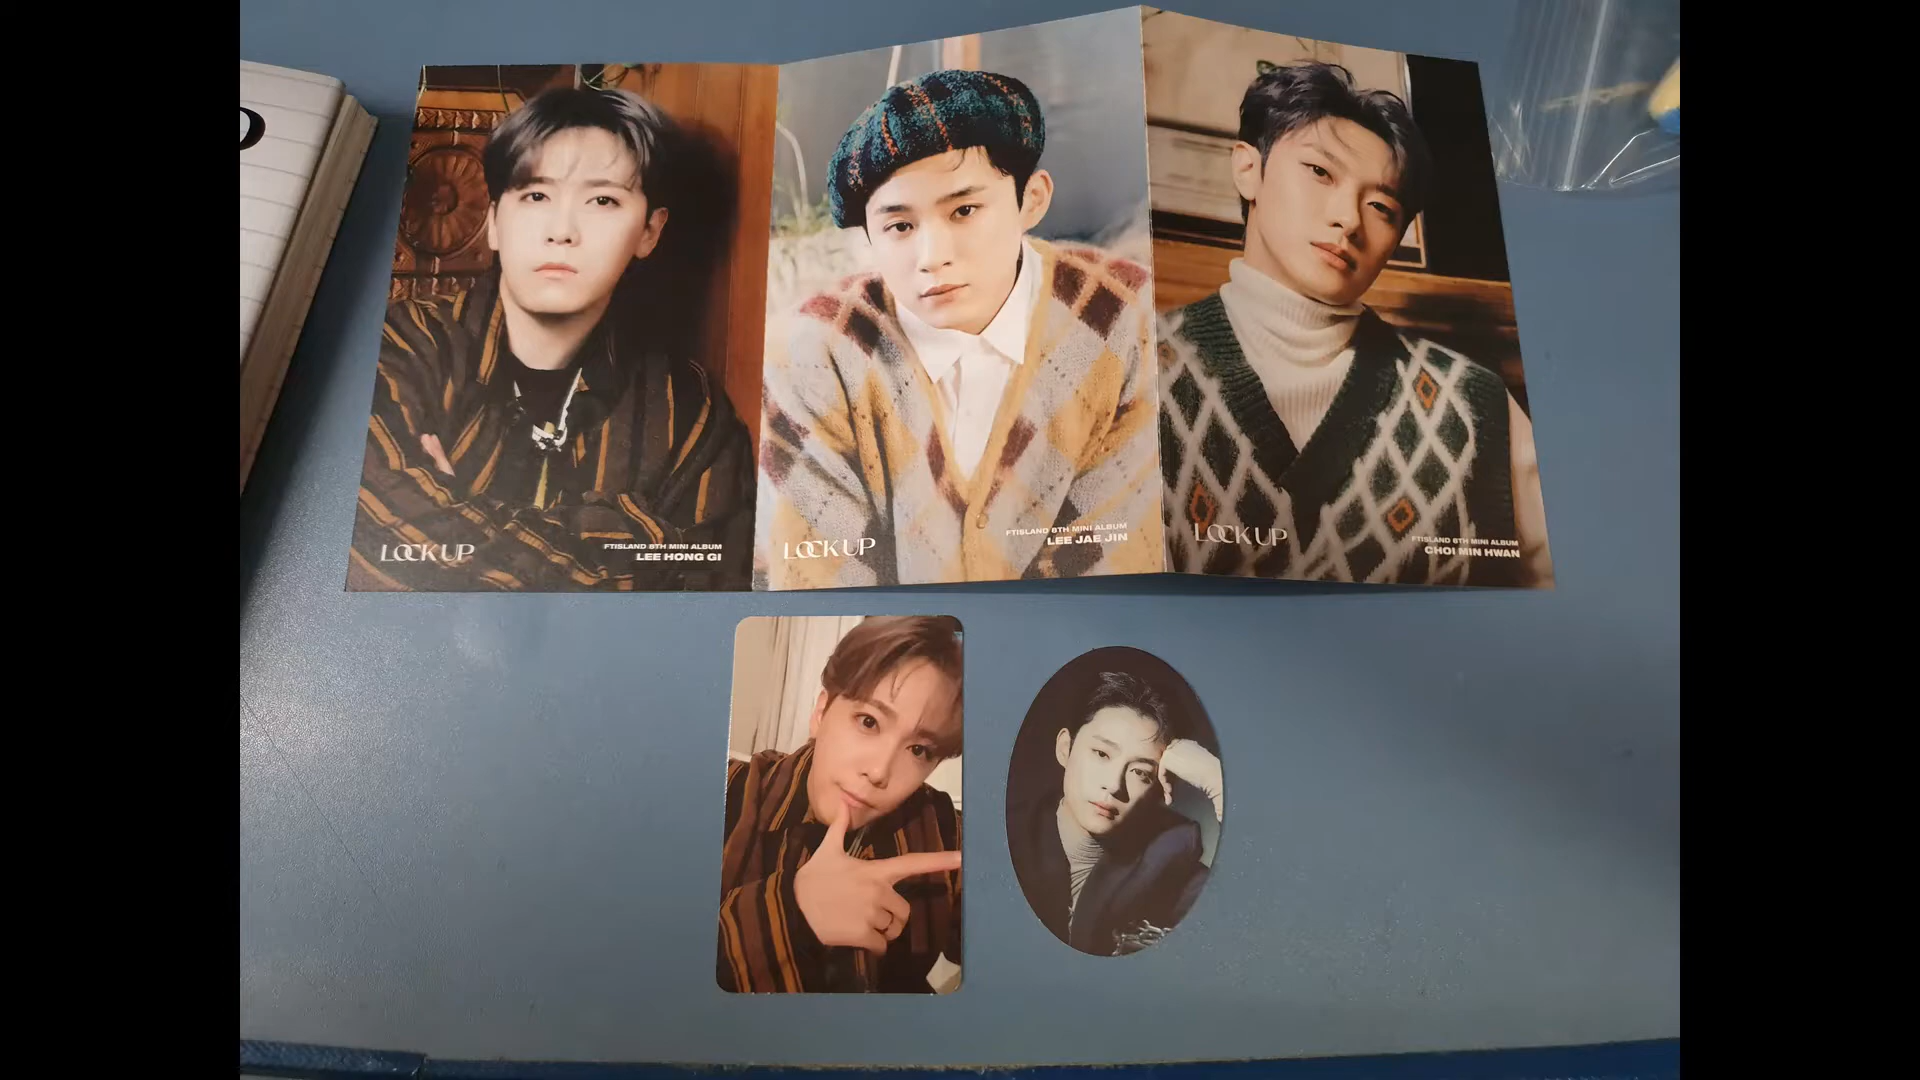 LOCK UP
FTISLAND 8TH MINI ALBUM
LEE HONG GI
LOCK UP
FTISLAND 8TH MINI ALBUM
LEE JAE JIN
LOCK UP
FTISLAND 8TH MINI ALBUM
CHOI MIN HWAN